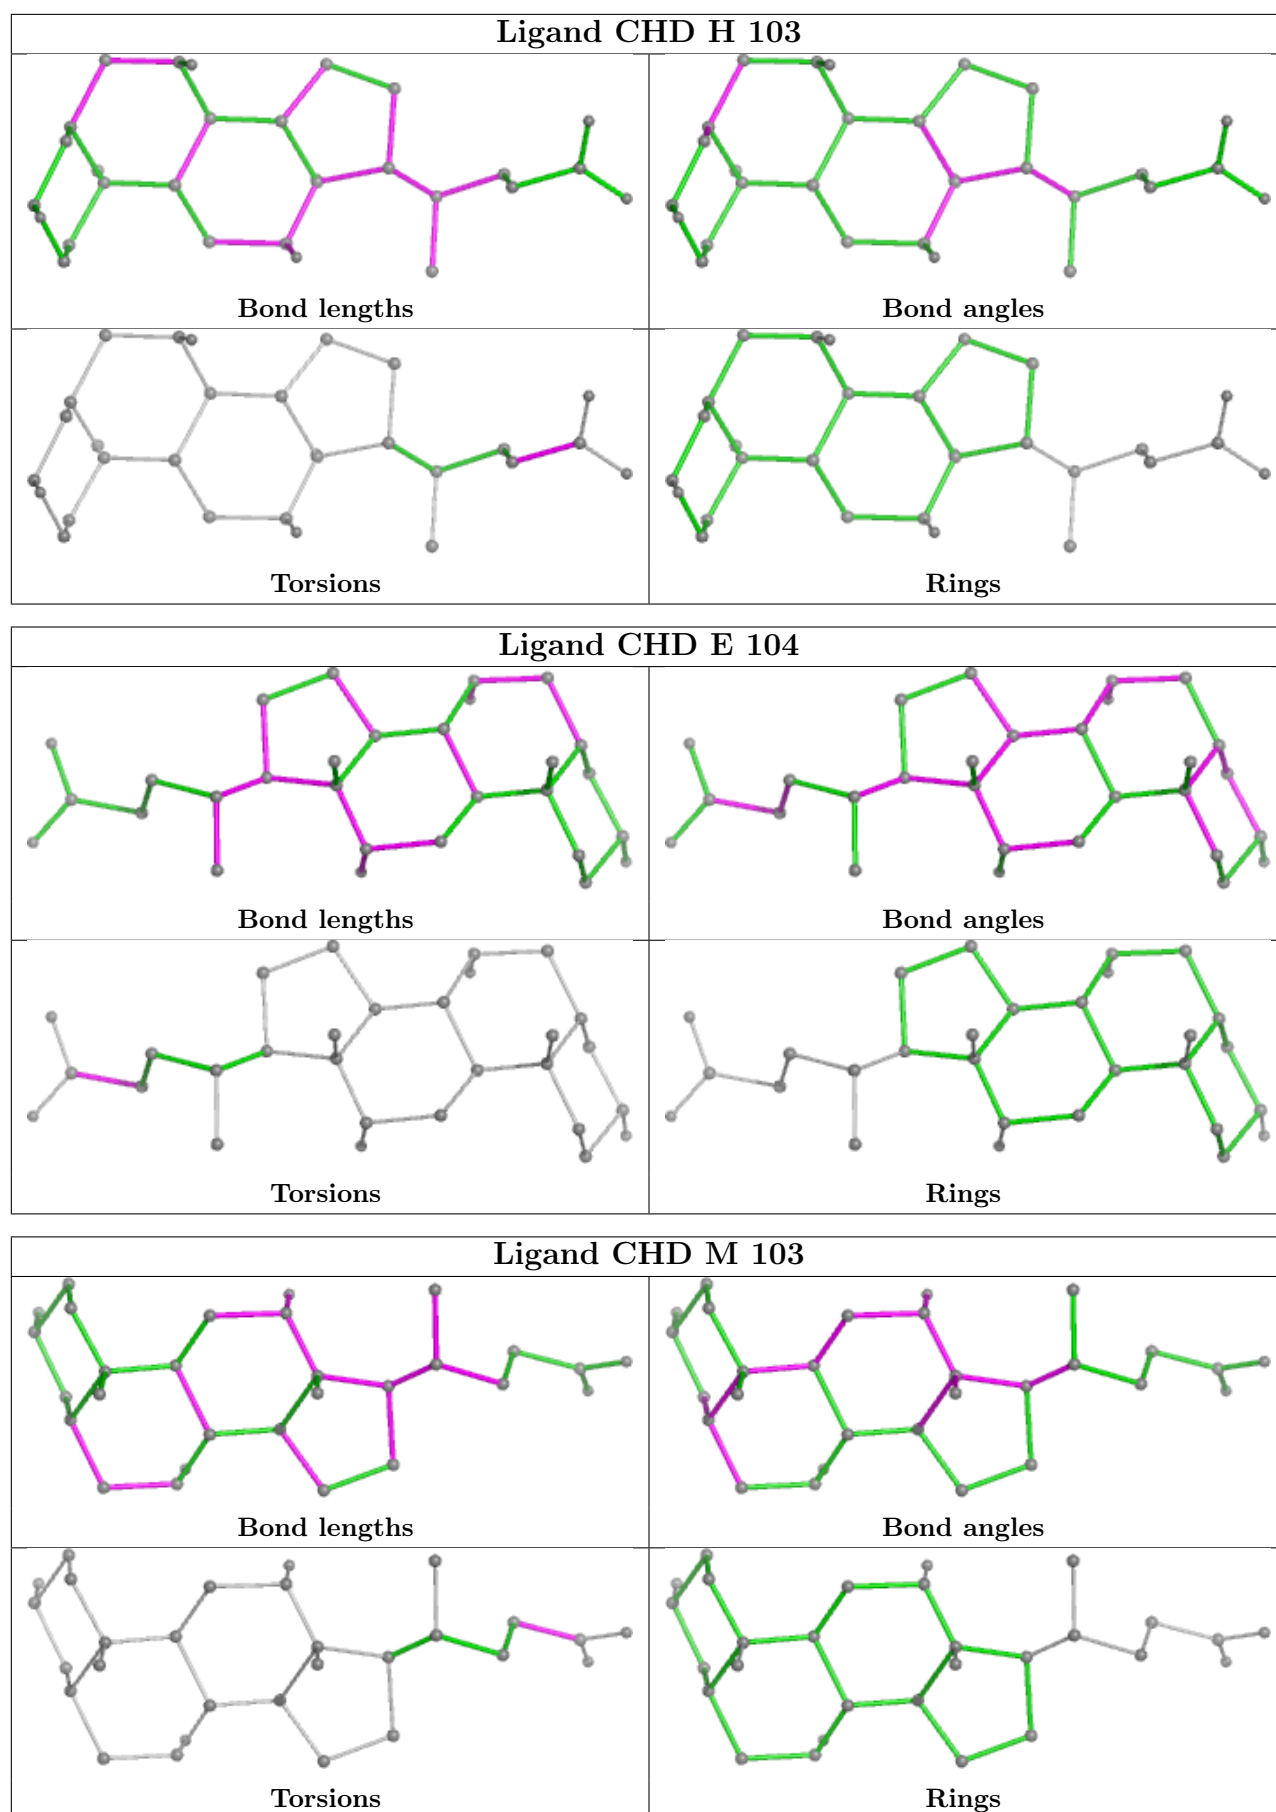 Ligand CHD H 103
Bond lengths
Bond angles
Torsions
Rings
Ligand CHD E 104
Bond lengths
Bond angles
Torsions
Rings
Ligand CHD M 103
Bond lengths
Bond angles
Torsions
Rings